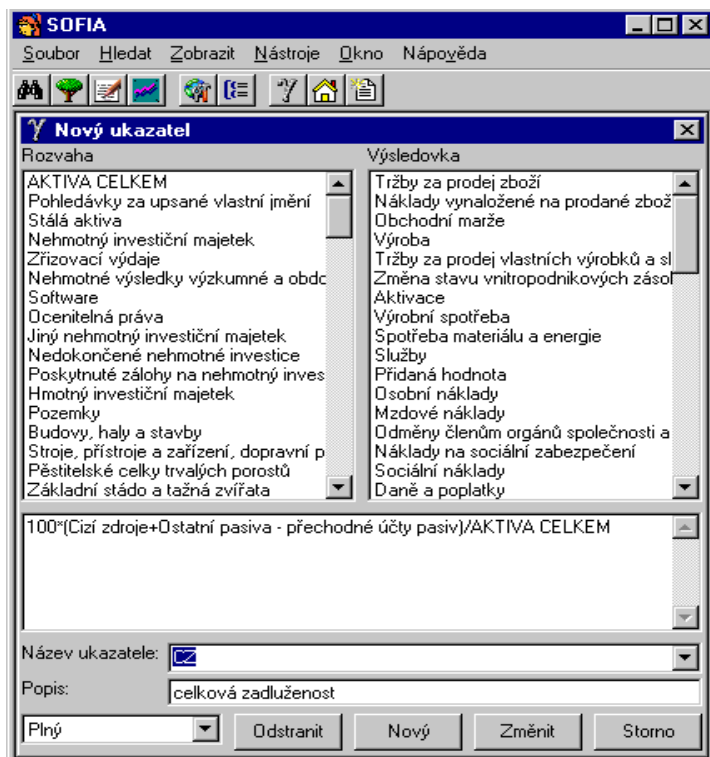 SOFIA
Soubor Hledat Zobrazit Nástroje Okno Nápověda
Nový ukazatel
Rozvaha
AKTIVA CELKEM
Pohledávky za upsané vlastní jmění
Stálá aktiva
Nehmotný investiční majetek
Zřizovací výdaje
Nehmotné výsledky výzkumné a obdo
Software
Ocenitelná práva
Jiný nehmotný investiční majetek
Nedokončené nehmotné investice
Poskytnuté zálohy na nehmotný inves
Hmotný investiční majetek
Pozemky
Budovy, haly a stavby
Stroje, přístroje a zařízení, dopravní p
Pěstitelské celky trvalých porostů
Základní stádo a tažná zvířata
Výsledovka
Tržby za prodej zboží
Náklady vynaložené na prodané zbož
Obchodní marže
Výroba
Tržby za prodej vlastních výrobků a sl
Změna stavu vnitropodnikových zásol
Aktivace
Výrobní spotřeba
Spotřeba materiálu a energie
Služby
Přidaná hodnota
Osobní náklady
Mzdové náklady
Odměny členům orgánů společnosti a
Náklady na sociální zabezpečení
Sociální náklady
Daně a poplatky
100*(Cizí zdroje+Ostatní pasiva - přechodné účty pasiv)/AKTIVA CELKEM
Název ukazatele: CZ
Popis: celková zadluženost
Plný Odstranit Nový Změnit Storno